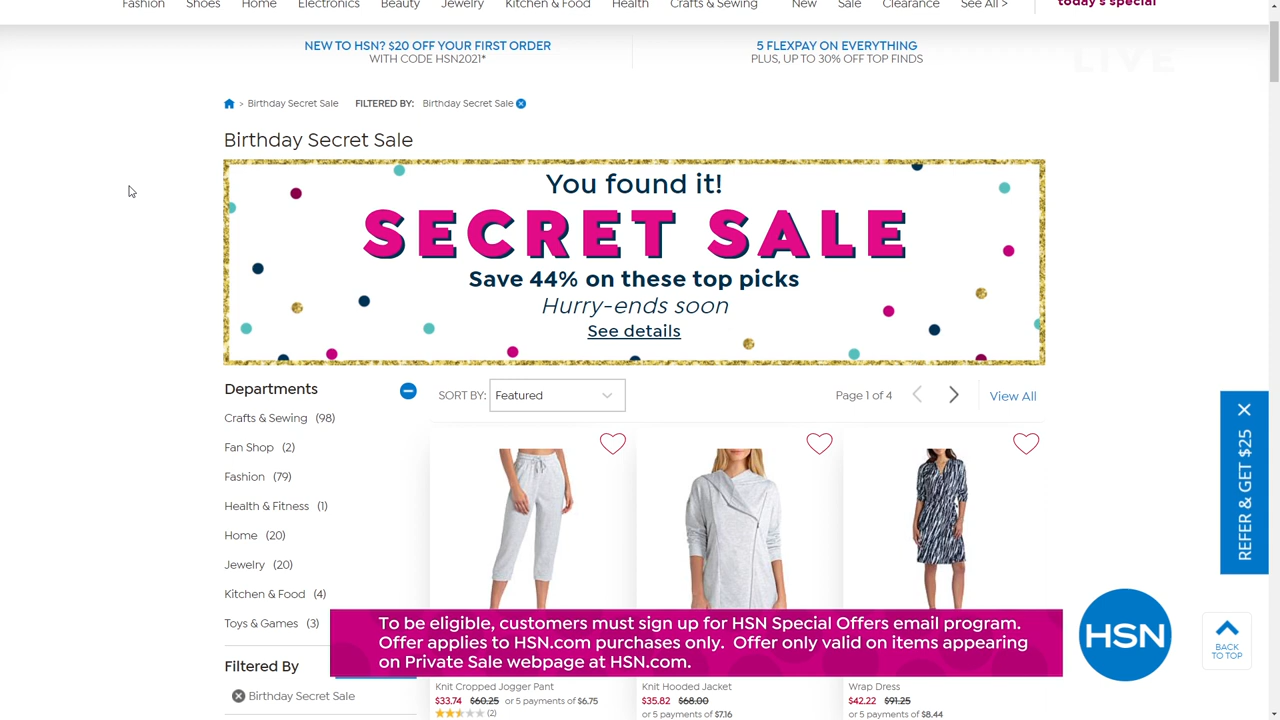 Fashion Shoes Home Electronics Beauty Jewelry Kitchen & Food Health Crafts & Sewing New Sale Clearance See All > today's special
NEW TO HSN? $20 OFF YOUR FIRST ORDER
WITH CODE HSN2021*
5 FLEXPAY ON EVERYTHING
PLUS, UP TO 30% OFF TOP FINDS
LIVE
> Birthday Secret Sale FILTERED BY: Birthday Secret Sale
Birthday Secret Sale
You found it!
SECRET SALE
Save 44% on these top picks
Hurry-ends soon
See details
Departments
Crafts & Sewing (98)
Fan Shop (2)
Fashion (79)
Health & Fitness (1)
Home (20)
Jewelry (20)
Kitchen & Food (4)
Toys & Games (3)
Filtered By
Birthday Secret Sale
SORT BY: Featured
Page 1 of 4
View All
To be eligible, customers must sign up for HSN Special Offers email program.
Offer applies to HSN.com purchases only. Offer only valid on items appearing
on Private Sale webpage at HSN.com.
Knit Cropped Jogger Pant
$33.74 $60.25 or 5 payments of $6.75
(2)
Knit Hooded Jacket
$35.82 $68.00
or 5 payments of $7.16
Wrap Dress
$42.22 $91.25
or 5 payments of $8.44
REFER & GET $25
HSN
BACK
TO TOP